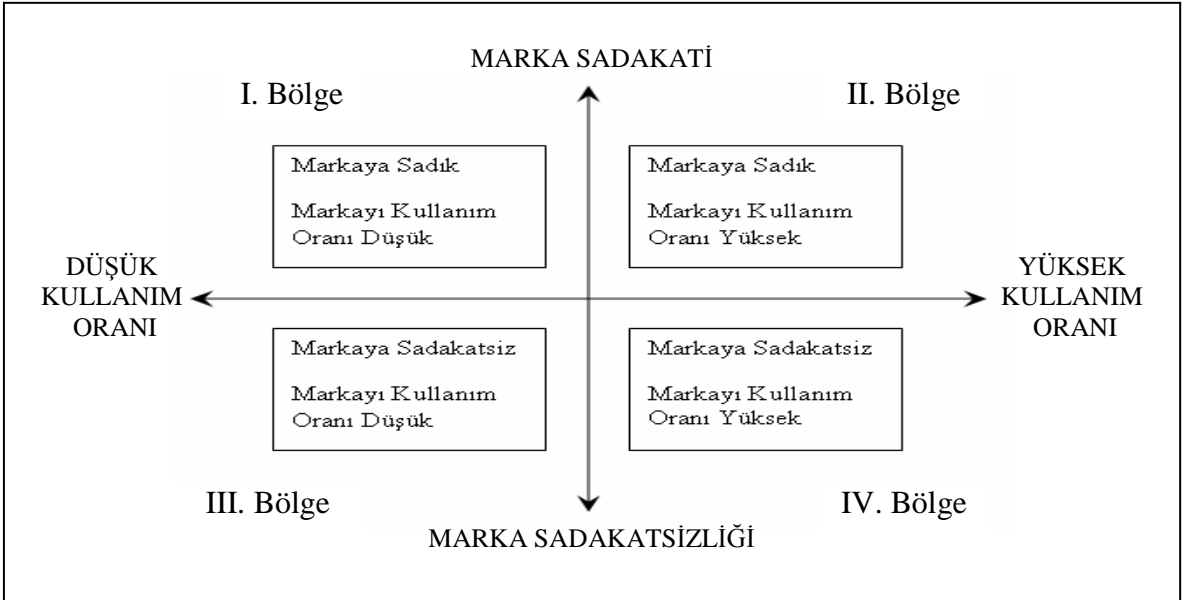 MARKA SADAKATİ
I. Bölge
II. Bölge
Markaya Sadık
Markayı Kullanım
Oranı Düşük
Markaya Sadık
Markayı Kullanım
Oranı Yüksek
DÜŞÜK
KULLANIM
ORANI
YÜKSEK
KULLANIM
ORANI
Markaya Sadakatsiz
Markayı Kullanım
Oranı Düşük
Markaya Sadakatsiz
Markayı Kullanım
Oranı Yüksek
III. Bölge
IV. Bölge
MARKA SADAKATSİZLİĞİ